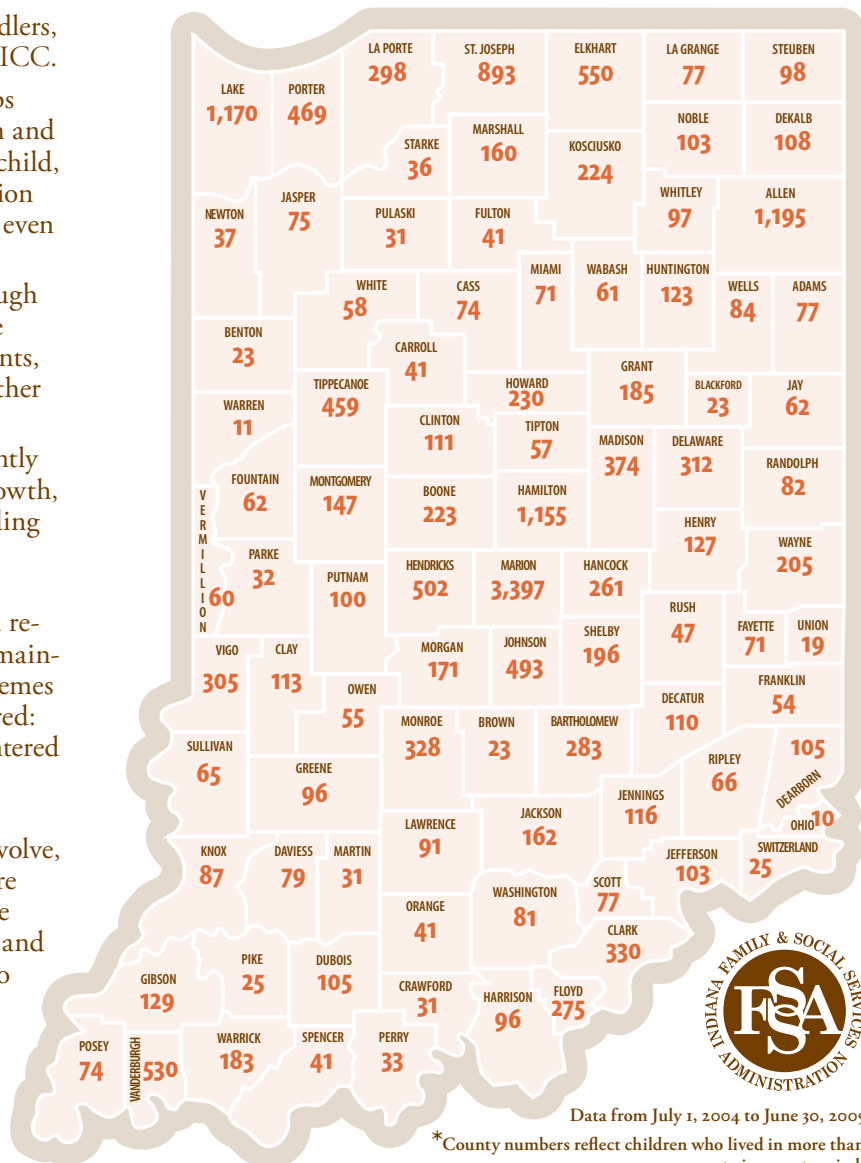 dlers,
ICC.
os
n and
child,
ion
even
ugh
e
nts,
ther
ntly
owth,
ling
n re-
main-
emes
red:
ntered
volve,
re
e
and
o
LA PORTE
298
ST. JOSEPH
893
ELKHART
550
LA GRANGE
77
STEUBEN
98
LAKE
1,170
PORTER
469
NOBLE
103
DEKALB
108
STARKE
36
MARSHALL
160
KOSCIUSKO
224
NEWTON
37
JASPER
75
PULASKI
31
FULTON
41
WHITLEY
97
ALLEN
1,195
WHITE
58
CASS
74
MIAMI
71
WABASH
61
HUNTINGTON
123
WELLS
84
ADAMS
77
BENTON
23
CARROLL
41
GRANT
185
BLACKFORD
23
JAY
62
WARREN
11
TIPPECANOE
459
HOWARD
230
CLINTON
111
TIPTON
57
MADISON
374
DELAWARE
312
RANDOLPH
82
FOUNTAIN
62
MONTGOMERY
147
BOONE
223
HAMILTON
1,155
HENRY
127
WAYNE
205
VERMILLION
60
PARKE
32
PUTNAM
100
HENDRICKS
502
MARION
3,397
HANCOCK
261
RUSH
47
FAYETTE
71
UNION
19
VIGO
305
CLAY
113
MORGAN
171
JOHNSON
493
SHELBY
196
FRANKLIN
54
OWEN
55
MONROE
328
BROWN
23
BARTHOLOMEW
283
DECATUR
110
SULLIVAN
65
GREENE
96
RIPLEY
66
105
DEARBORN
JENNINGS
116
OHIO 10
LAWRENCE
91
JACKSON
162
SWITZERLAND
25
KNOX
87
DAVIESS
79
MARTIN
31
JEFFERSON
103
SCOTT
77
ORANGE
41
WASHINGTON
81
CLARK
330
PIKE
25
DUBOIS
105
GIBSON
129
CRAWFORD
31
HARRISON
96
FLOYD
275
POSEY
74
VANDERBURGH
530
WARRICK
183
SPENCER
41
PERRY
33
INDIANA FAMILY & SOCIAL SERVICES
FSSA
ADMINISTRATION
Data from July 1, 2004 to June 30, 2005
*County numbers reflect children who lived in more than